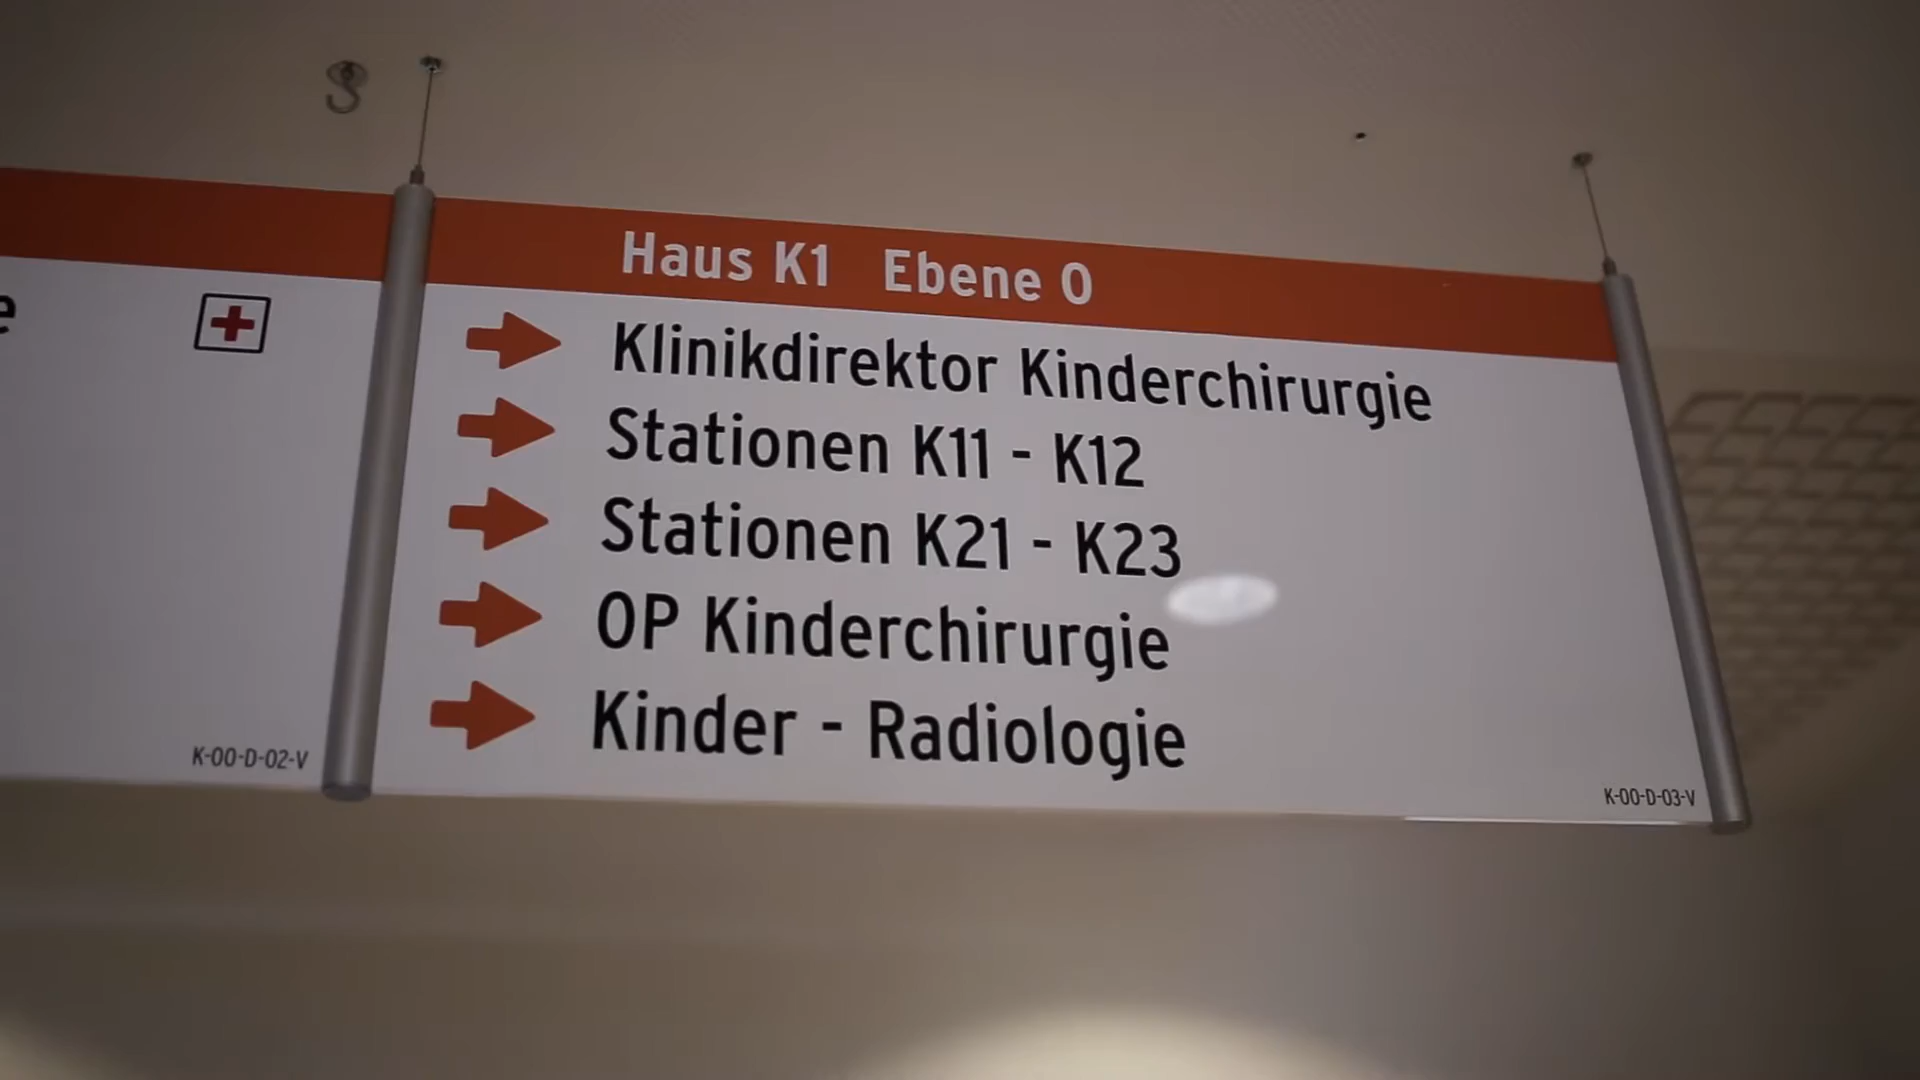 Haus K1 Ebene 0
Klinikdirektor Kinderchirurgie
Stationen K11 - K12
Stationen K21 - K23
OP Kinderchirurgie
Kinder - Radiologie
K-00-D-02-V
K-00-D-03-V